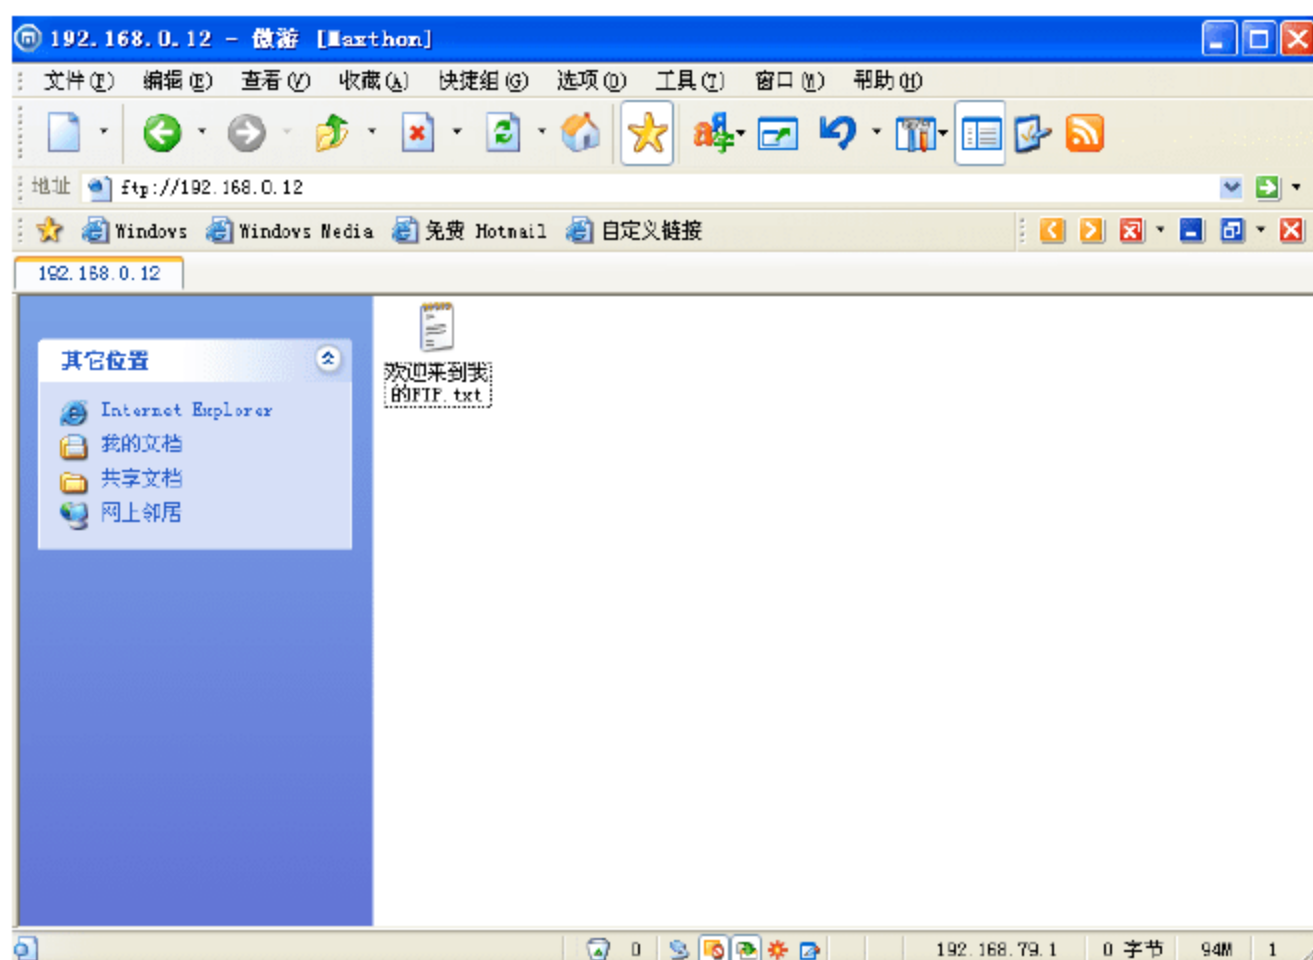 192.168.0.12 - 傲游 [Maxthon]
文件(F) 编辑(E) 查看(V) 收藏(A) 快捷组(G) 选项(O) 工具(T) 窗口(W) 帮助(H)
地址 ftp://192.168.0.12
Windows Windows Media 免费 Hotmail 自定义链接
192.168.0.12
其它位置
Internet Explorer
我的文档
共享文档
网上邻居
欢迎来到我
的FTP.txt
0 192.168.79.1 0 字节 94M 1